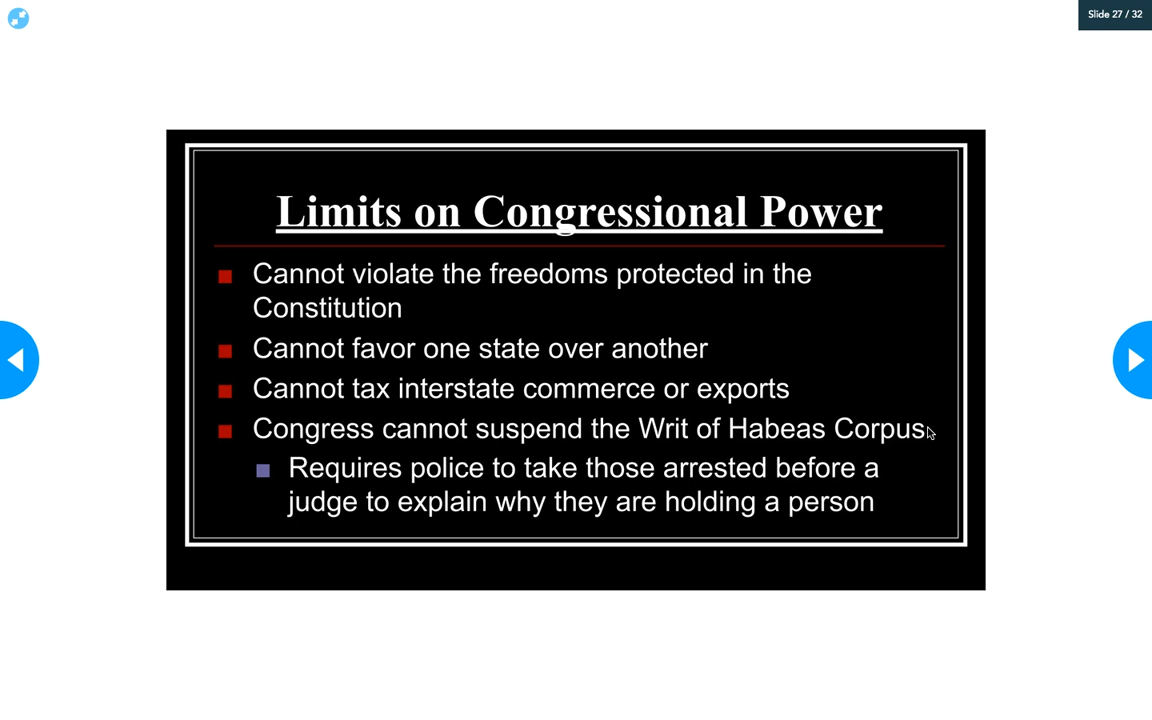 Slide 27 / 32
Limits on Congressional Power
Cannot violate the freedoms protected in the
Constitution
Cannot favor one state over another
Cannot tax interstate commerce or exports
Congress cannot suspend the Writ of Habeas Corpus
Requires police to take those arrested before a
judge to explain why they are holding a person